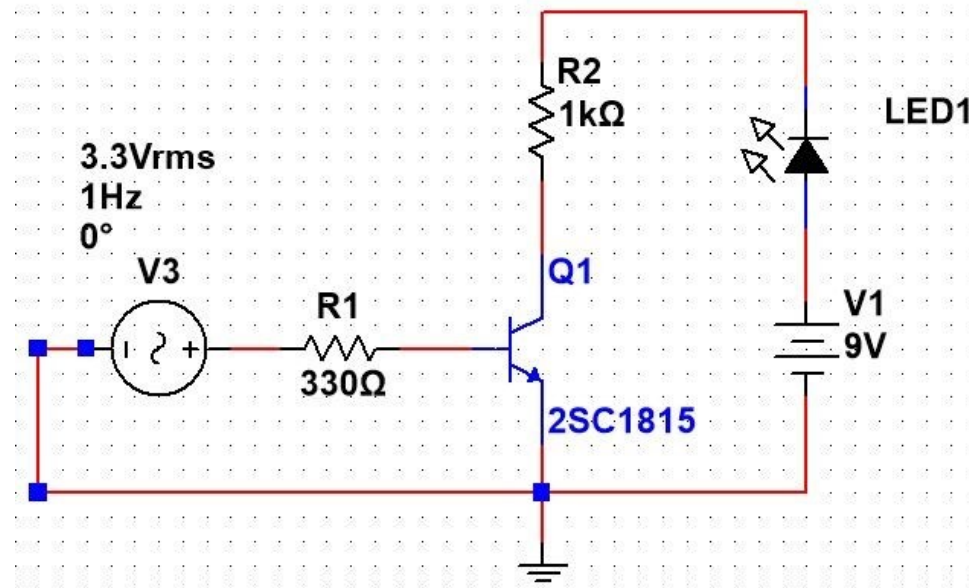 R2
1kΩ
LED1
3.3Vrms
1Hz
0°
V3
Q1
R1
V1
9V
330Ω
2SC1815